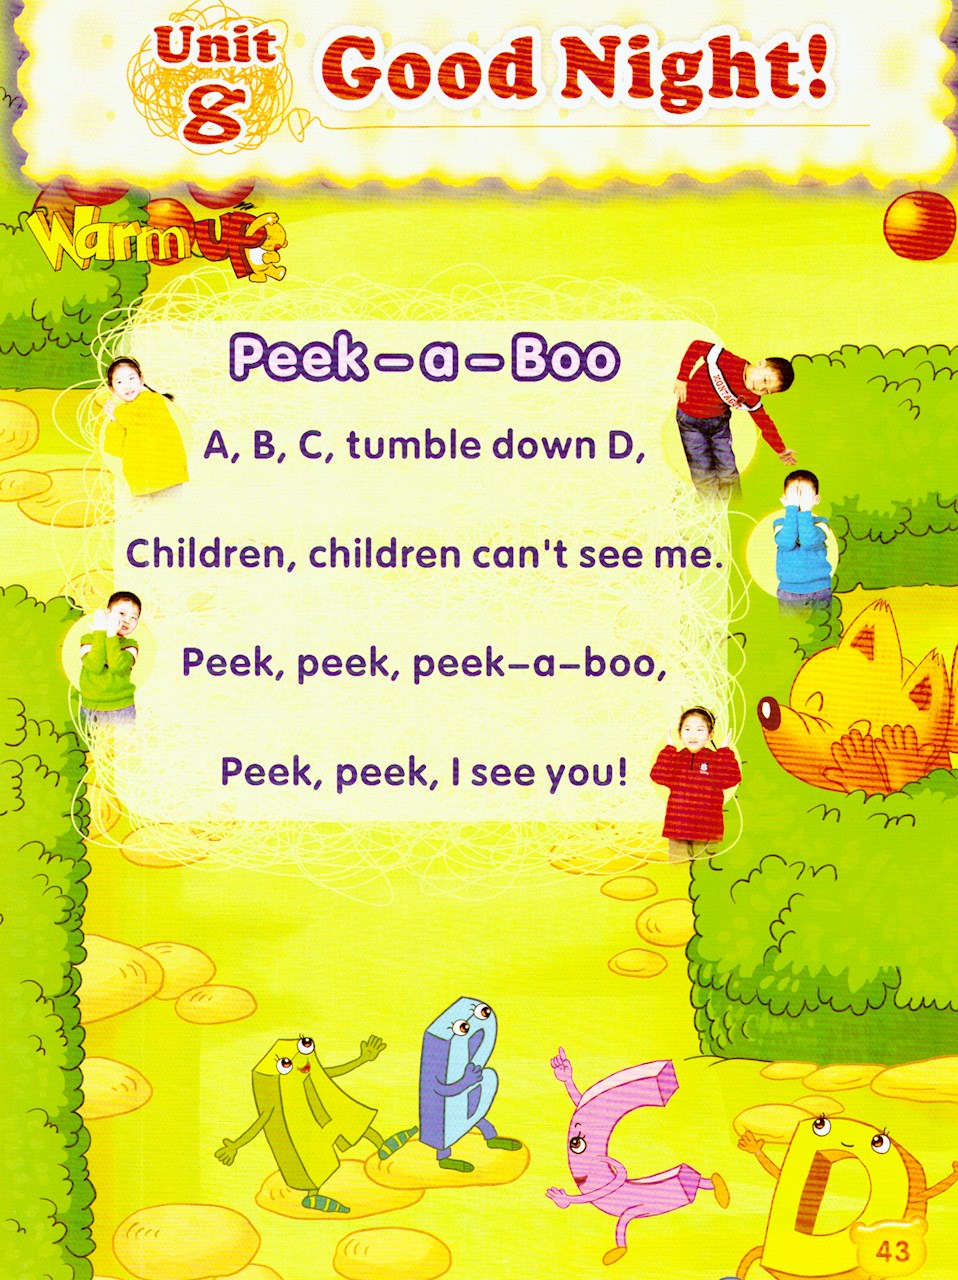 Unit 8
Good Night!
Warm up
Peek-a-Boo
A, B, C, tumble down D,
Children, children can't see me.
Peek, peek, peek-a-boo,
Peek, peek, I see you!
A B C D
43